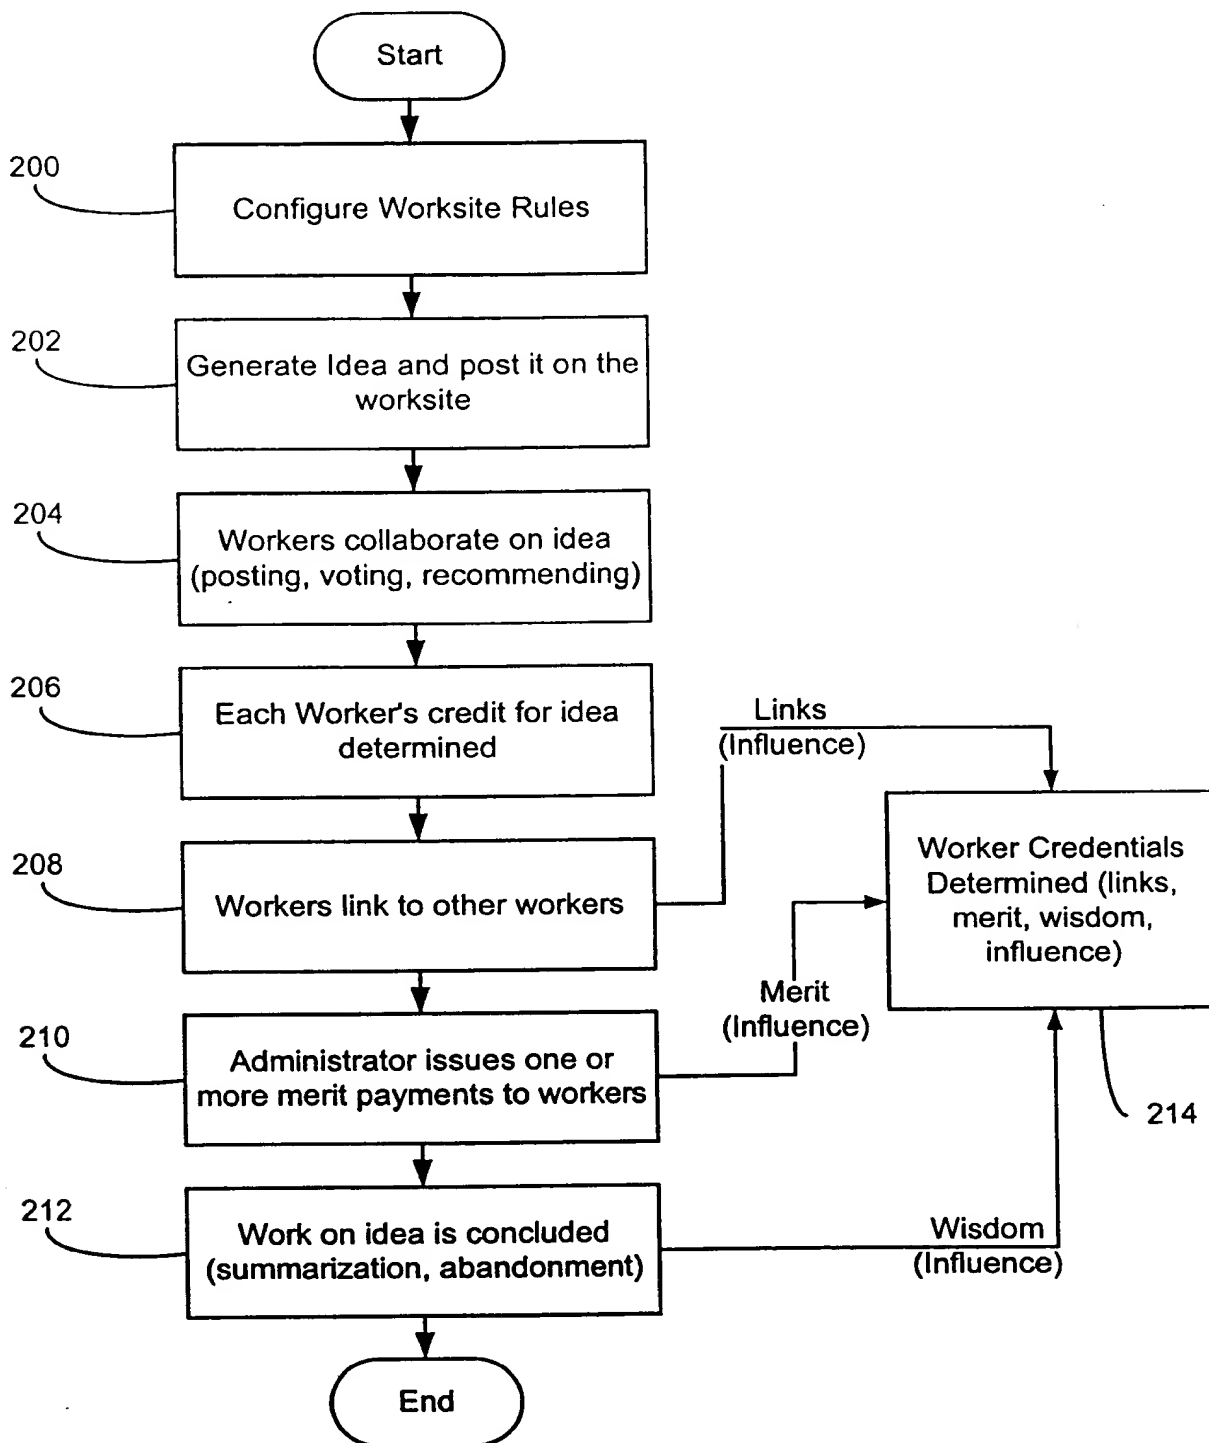 Start
200
Configure Worksite Rules
202
Generate Idea and post it on the
worksite
204
Workers collaborate on idea
(posting, voting, recommending)
206
Each Worker's credit for idea
determined
Links
(Influence)
208
Workers link to other workers
Worker Credentials
Determined (links,
merit, wisdom,
influence)
Merit
(Influence)
210
Administrator issues one or
more merit payments to workers
214
212
Work on idea is concluded
(summarization, abandonment)
Wisdom
(Influence)
End